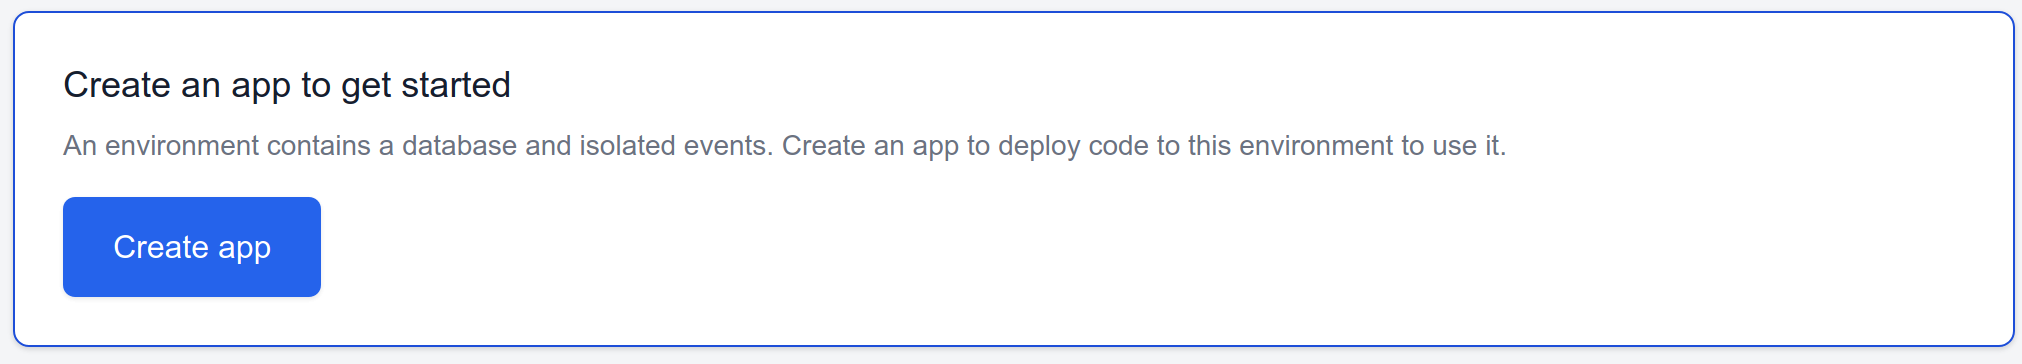 Create an app to get started
An environment contains a database and isolated events. Create an app to deploy code to this environment to use it.
Create app